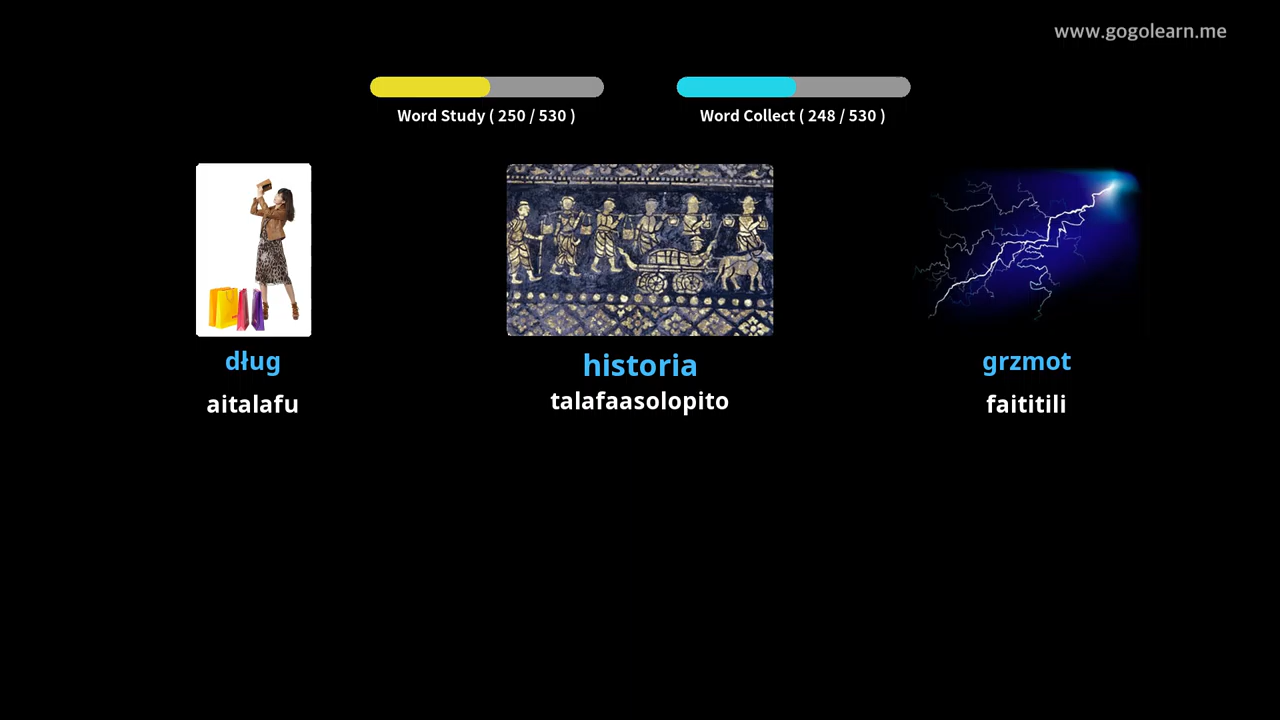 www.gogolearn.me
Word Study ( 250 / 530 )
Word Collect ( 248 / 530 )
dług
historia
grzmot
aitalafu
talafaasolopito
faititili